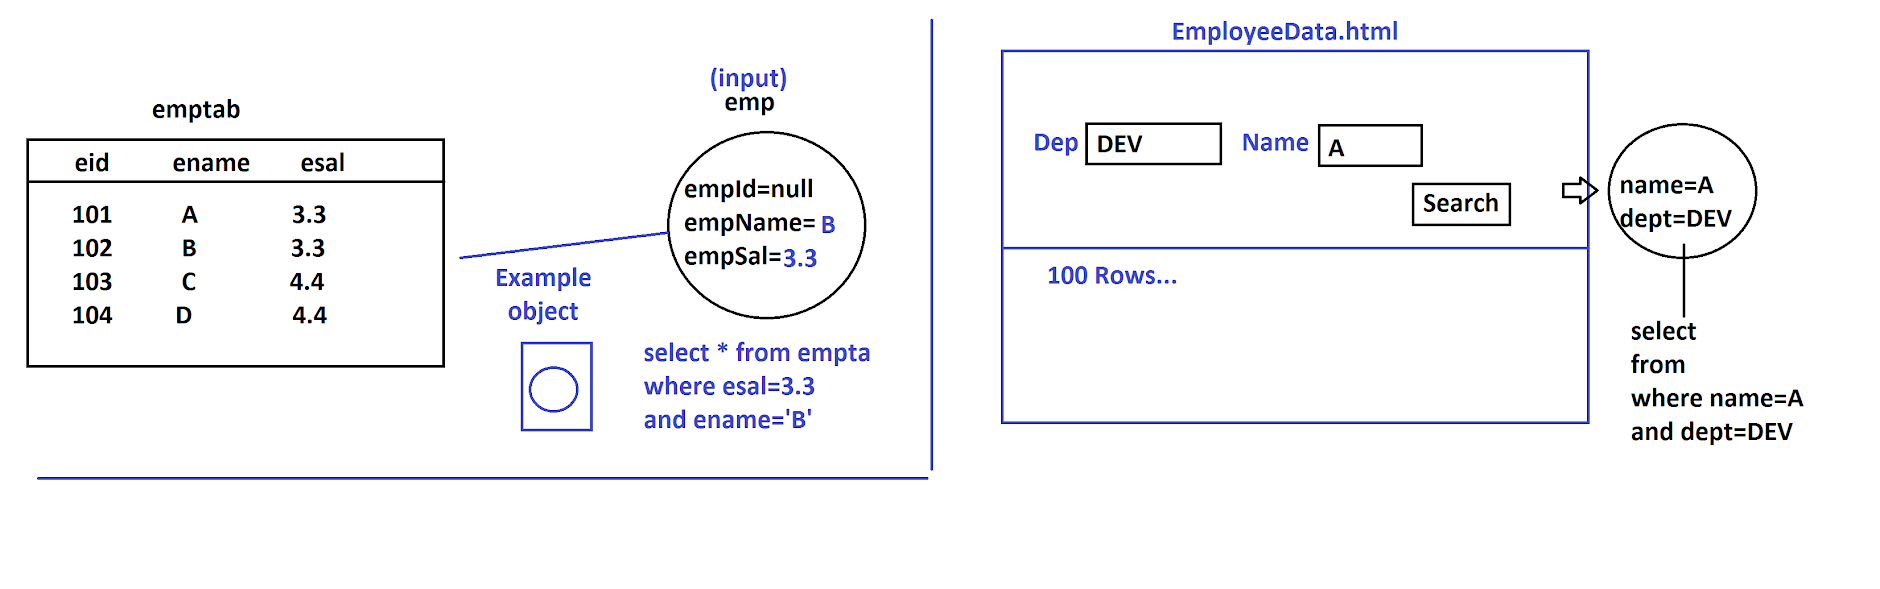 emptab
eid ename esal
101 A 3.3
102 B 3.3
103 C 4.4
104 D 4.4
(input)
emp
empId=null
empName= B
empSal=3.3
Example
object
select * from empta
where esal=3.3
and ename='B'
EmployeeData.html
Dep DEV Name A
Search
100 Rows...
name=A
dept=DEV
select
from
where name=A
and dept=DEV